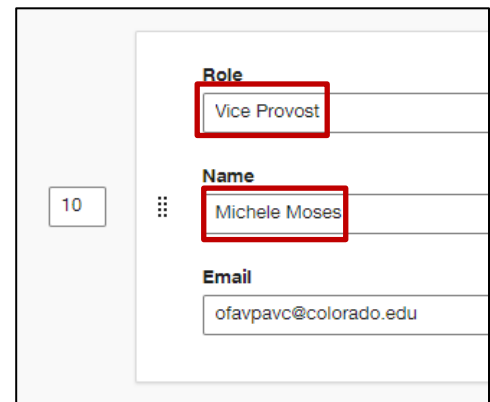 Role
Vice Provost
Name
10
Michele Moses
Email
ofavpavc@colorado.edu